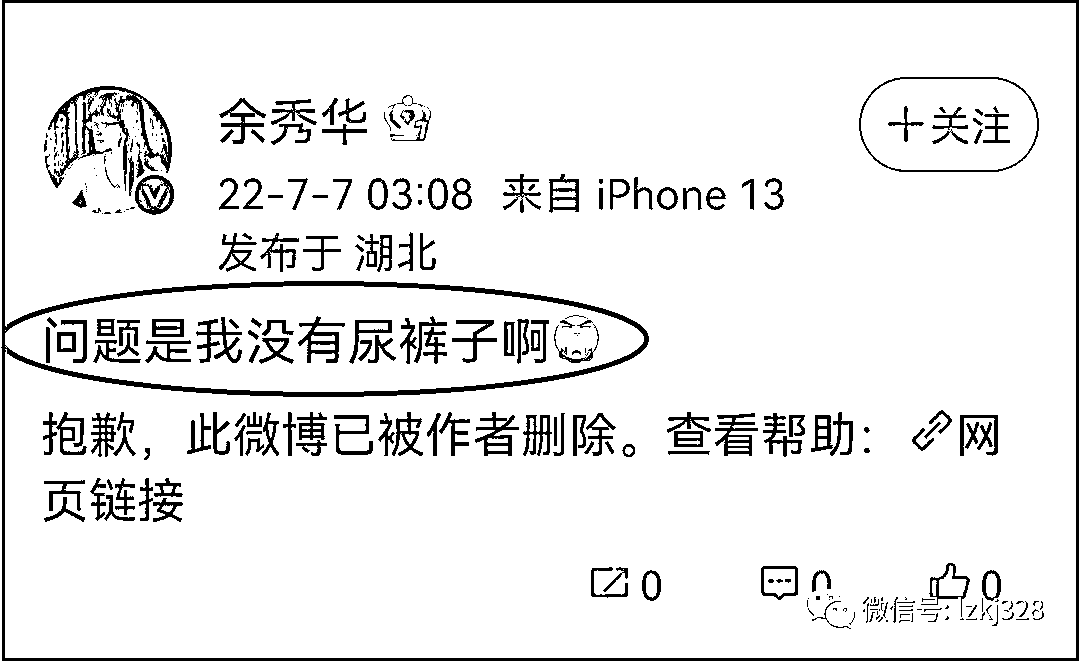 余秀华
+关注
22-7-7 03:08 来自 iPhone 13
发布于 湖北
问题是我没有尿裤子啊
抱歉，此微博已被作者删除。查看帮助：网
页链接
0
0
0
微信号: lzkj328